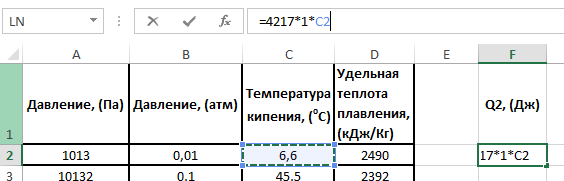 LN
=4217*1*C2
A B C D E F
1
Давление, (Па)
Давление, (атм)
Температура
кипения, (⁰С)
Удельная
теплота
плавления,
(кДж/Кг)
Q2, (Дж)
2 1013 0,01 6,6 2490 17*1*C2
3 10132 0,1 45,5 2392